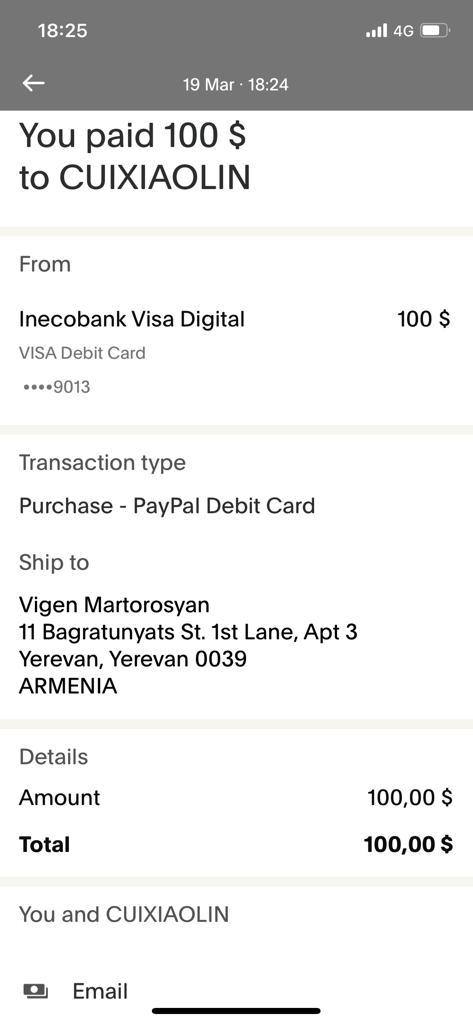 18:25
4G
19 Mar · 18:24
You paid 100 $
to CUIXIAOLIN
From
Inecobank Visa Digital 100 $
VISA Debit Card
••••9013
Transaction type
Purchase - PayPal Debit Card
Ship to
Vigen Martorosyan
11 Bagratunyats St. 1st Lane, Apt 3
Yerevan, Yerevan 0039
ARMENIA
Details
Amount 100,00 $
Total 100,00 $
You and CUIXIAOLIN
Email